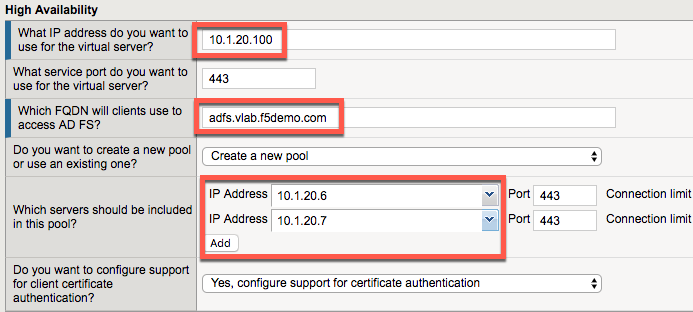 High Availability
What IP address do you want to
use for the virtual server?
10.1.20.100
What service port do you want to
use for the virtual server?
443
Which FQDN will clients use to
access AD FS?
adfs.vlab.f5demo.com
Do you want to create a new pool
or use an existing one?
Create a new pool
Which servers should be included
in this pool?
IP Address 10.1.20.6 Port 443 Connection limit
IP Address 10.1.20.7 Port 443 Connection limit
Add
Do you want to configure support
for client certificate
authentication?
Yes, configure support for certificate authentication